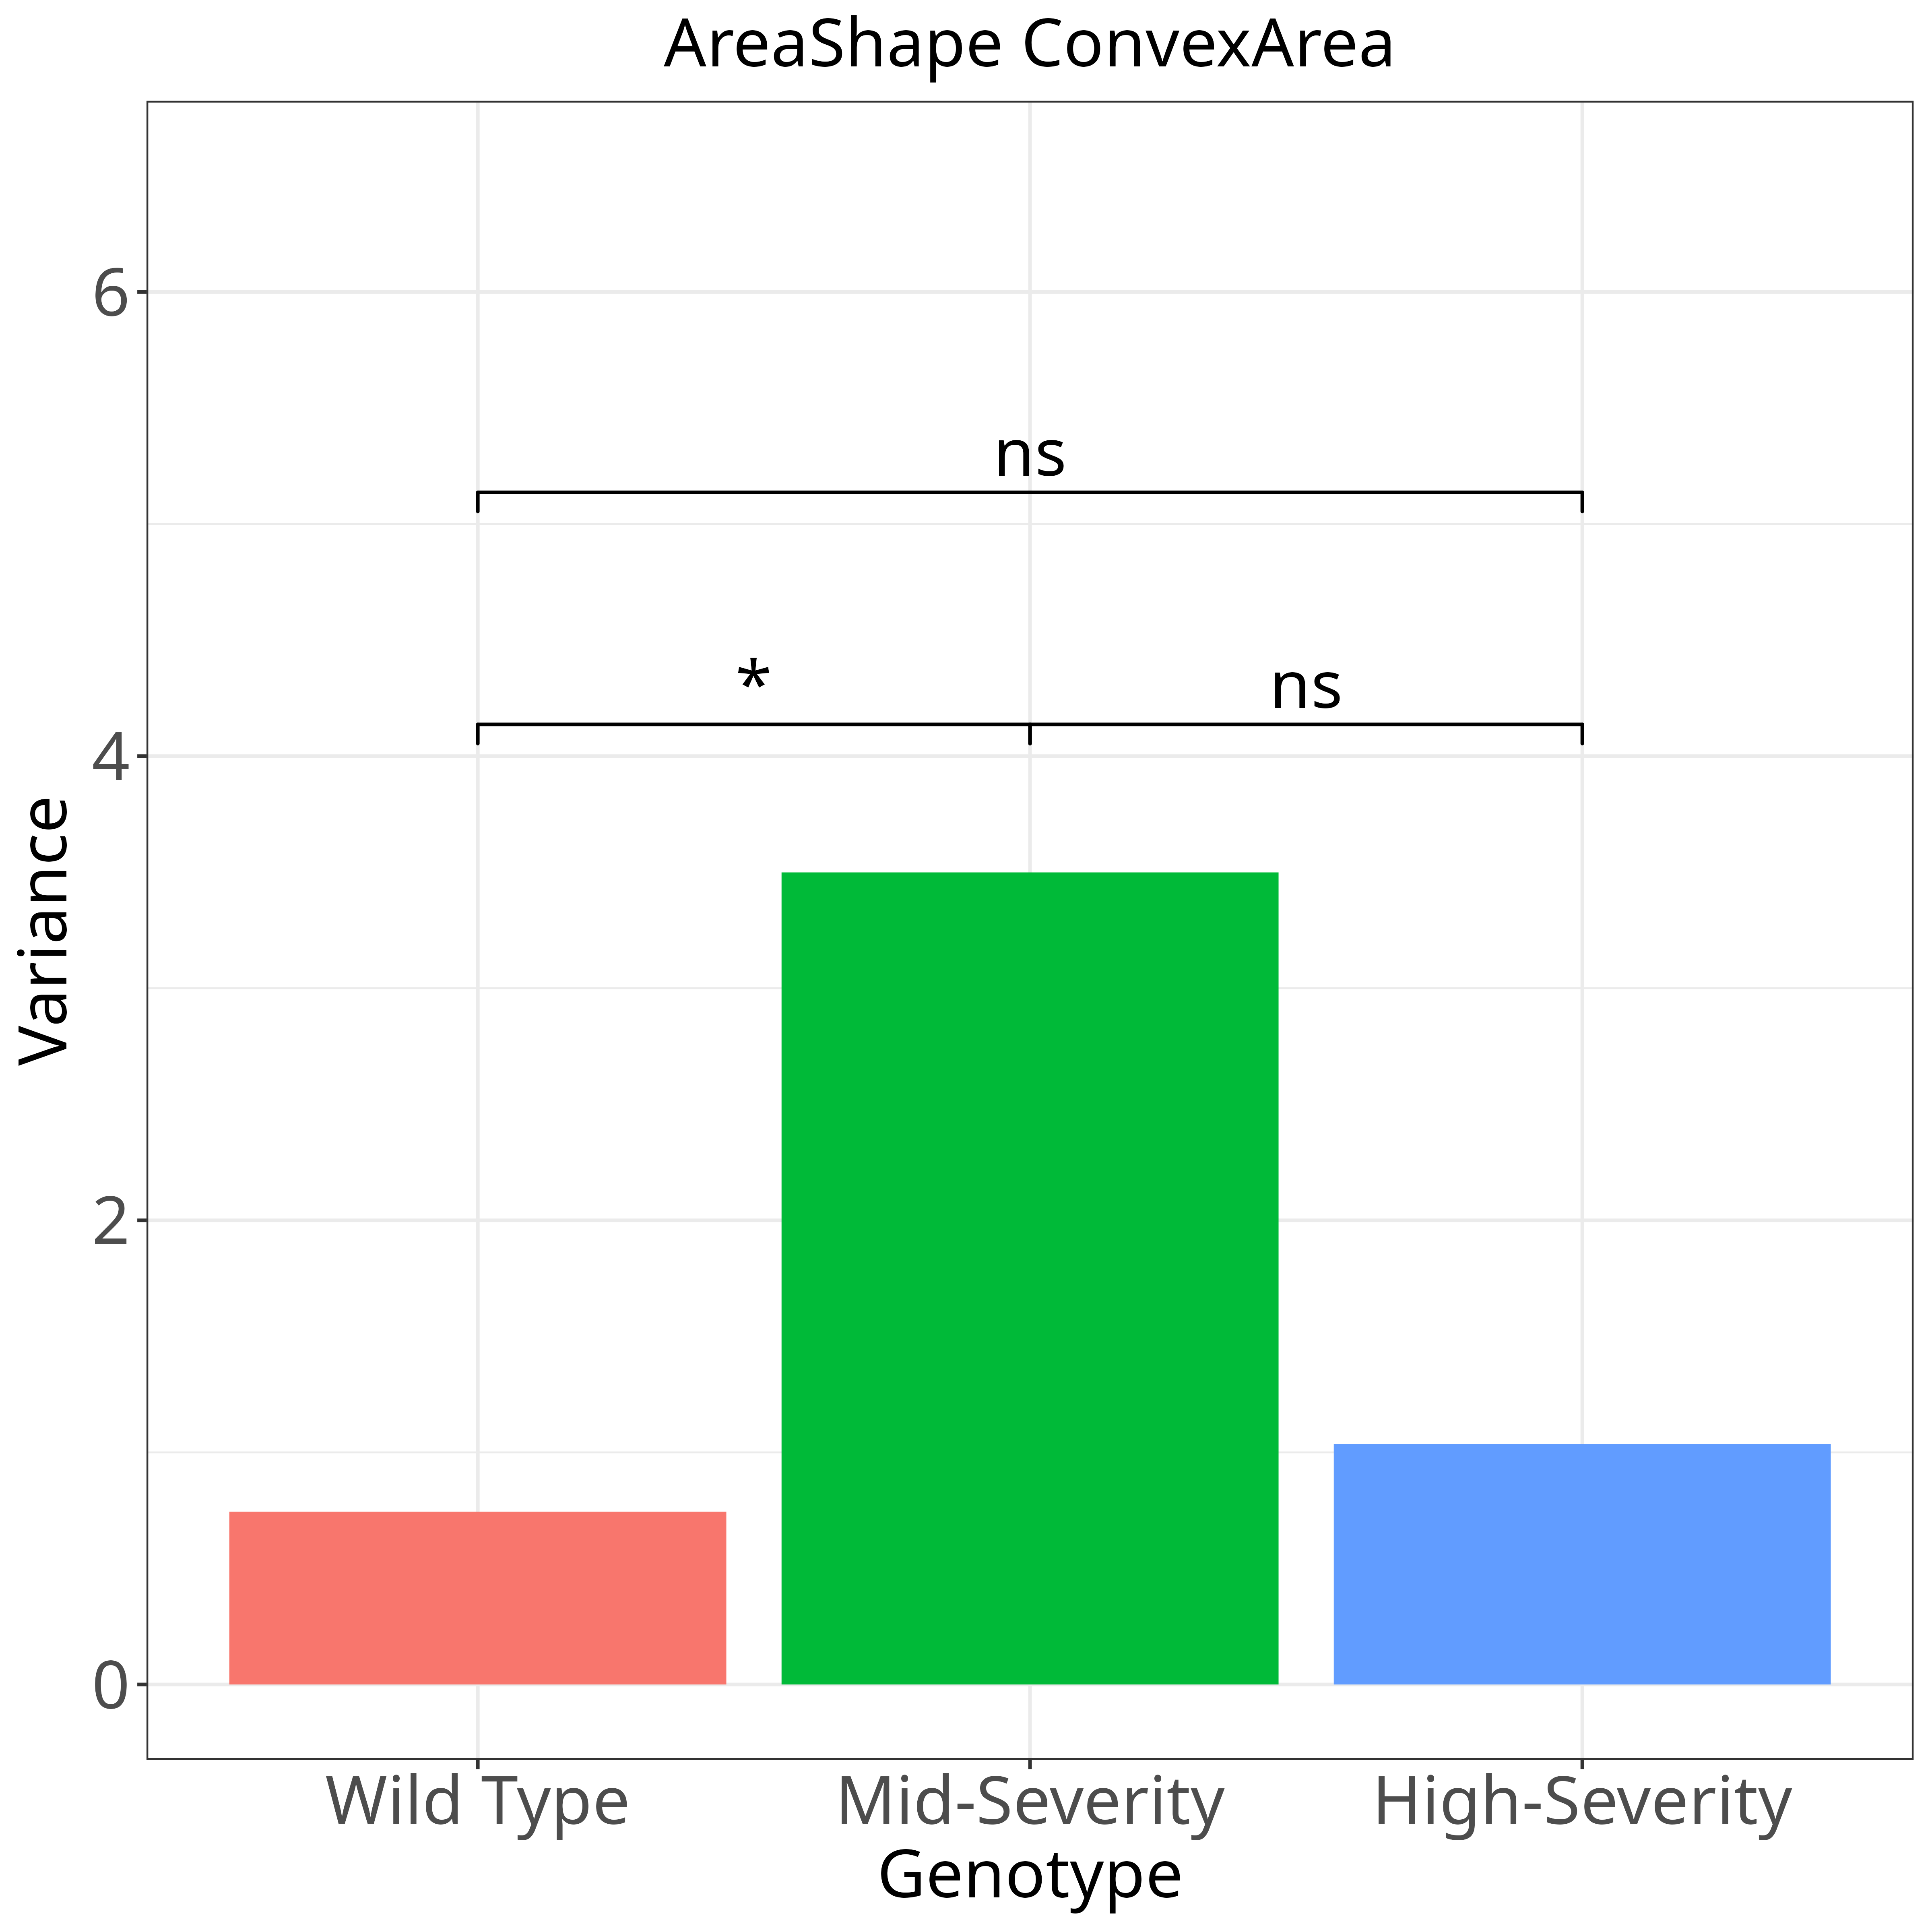 AreaShape ConvexArea
6
ns
* ns
4
Variance
2
0
Wild Type Mid-Severity High-Severity
Genotype